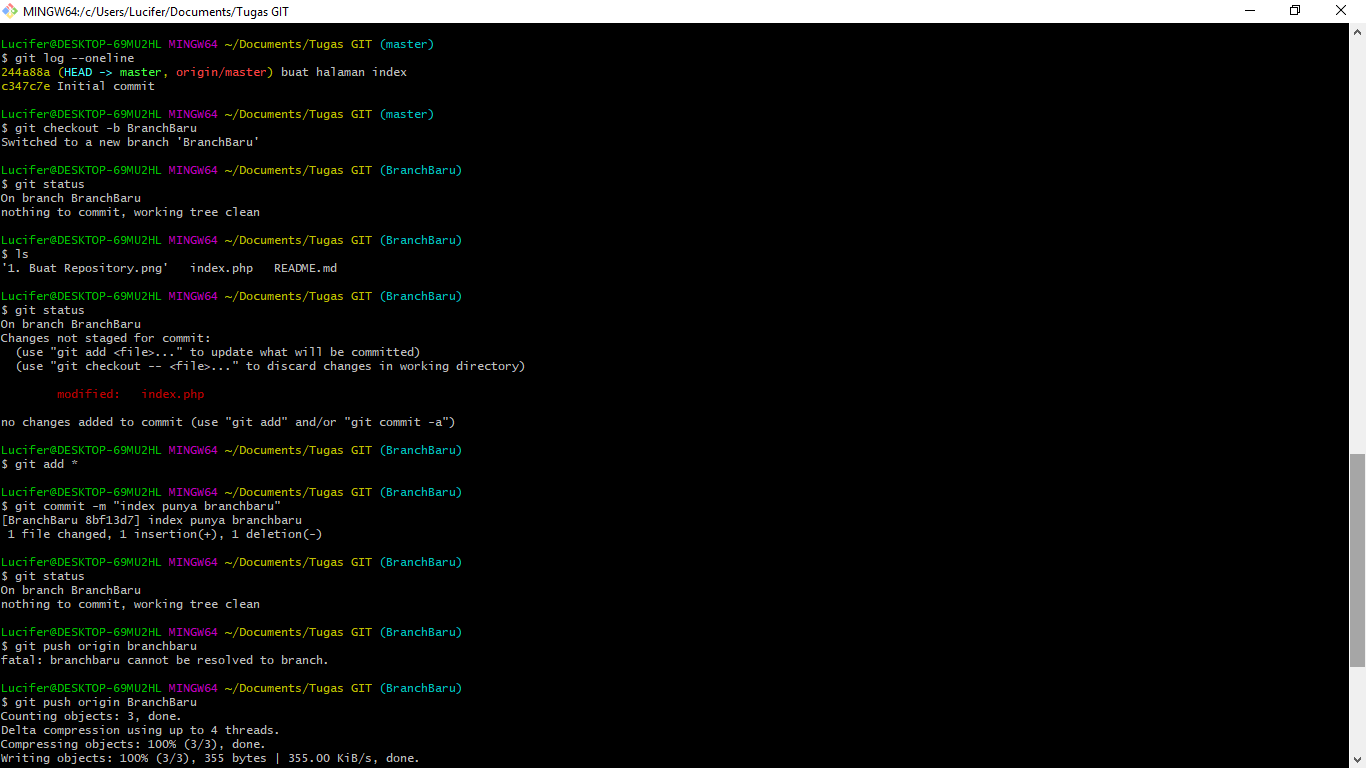 MINGW64:/c/Users/Lucifer/Documents/Tugas GIT
Lucifer@DESKTOP-69MU2HL MINGW64 ~/Documents/Tugas GIT (master)
$ git log --oneline
244a88a (HEAD -> master, origin/master) buat halaman index
c347c7e Initial commit
Lucifer@DESKTOP-69MU2HL MINGW64 ~/Documents/Tugas GIT (master)
$ git checkout -b BranchBaru
Switched to a new branch 'BranchBaru'
Lucifer@DESKTOP-69MU2HL MINGW64 ~/Documents/Tugas GIT (BranchBaru)
$ git status
On branch BranchBaru
nothing to commit, working tree clean
Lucifer@DESKTOP-69MU2HL MINGW64 ~/Documents/Tugas GIT (BranchBaru)
$ ls
'1. Buat Repository.png'   index.php   README.md
Lucifer@DESKTOP-69MU2HL MINGW64 ~/Documents/Tugas GIT (BranchBaru)
$ git status
On branch BranchBaru
Changes not staged for commit:
  (use "git add <file>..." to update what will be committed)
  (use "git checkout -- <file>..." to discard changes in working directory)
        modified:   index.php
no changes added to commit (use "git add" and/or "git commit -a")
Lucifer@DESKTOP-69MU2HL MINGW64 ~/Documents/Tugas GIT (BranchBaru)
$ git add *
Lucifer@DESKTOP-69MU2HL MINGW64 ~/Documents/Tugas GIT (BranchBaru)
$ git commit -m "index punya branchbaru"
[BranchBaru 8bf13d7] index punya branchbaru
 1 file changed, 1 insertion(+), 1 deletion(-)
Lucifer@DESKTOP-69MU2HL MINGW64 ~/Documents/Tugas GIT (BranchBaru)
$ git status
On branch BranchBaru
nothing to commit, working tree clean
Lucifer@DESKTOP-69MU2HL MINGW64 ~/Documents/Tugas GIT (BranchBaru)
$ git push origin branchbaru
fatal: branchbaru cannot be resolved to branch.
Lucifer@DESKTOP-69MU2HL MINGW64 ~/Documents/Tugas GIT (BranchBaru)
$ git push origin BranchBaru
Counting objects: 3, done.
Delta compression using up to 4 threads.
Compressing objects: 100% (3/3), done.
Writing objects: 100% (3/3), 355 bytes | 355.00 KiB/s, done.